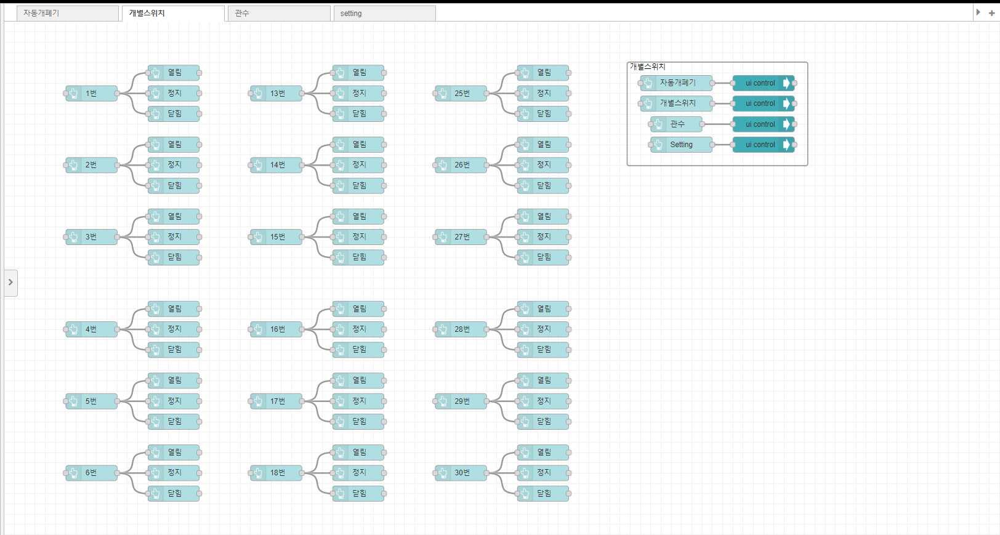 자동개폐기
개별스위치
관수
setting
개별스위치
자동개폐기
ui control
개별스위치
ui control
관수
ui control
Setting
ui control
1번
열림
정지
닫힘
13번
열림
정지
닫힘
25번
열림
정지
닫힘
2번
열림
정지
닫힘
14번
열림
정지
닫힘
26번
열림
정지
닫힘
3번
열림
정지
닫힘
15번
열림
정지
닫힘
27번
열림
정지
닫힘
4번
열림
정지
닫힘
16번
열림
정지
닫힘
28번
열림
정지
닫힘
5번
열림
정지
닫힘
17번
열림
정지
닫힘
29번
열림
정지
닫힘
6번
열림
정지
닫힘
18번
열림
정지
닫힘
30번
열림
정지
닫힘